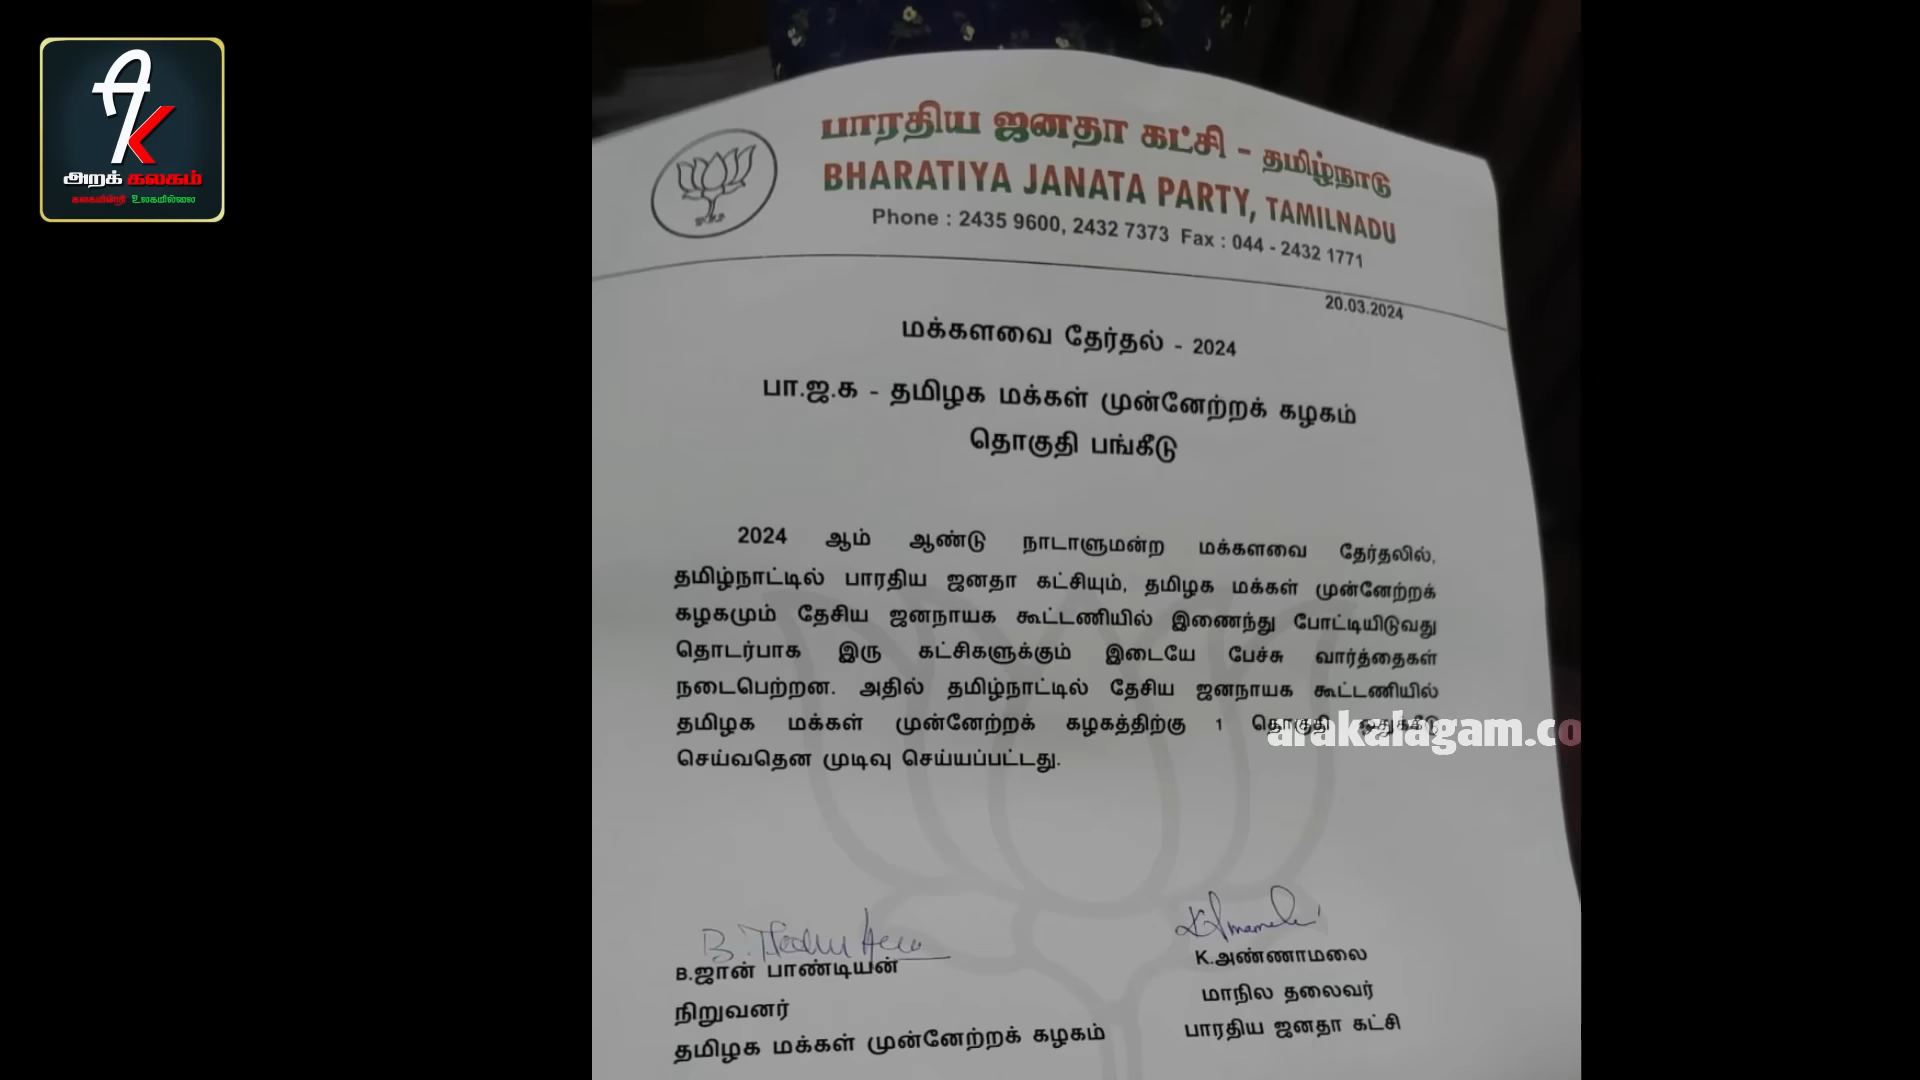 அறக் கலகம்
கலகமின்றி உலகமில்லை
பாரதிய ஜனதா கட்சி - தமிழ்நாடு
BHARATIYA JANATA PARTY, TAMILNADU
Phone : 2435 9600, 2432 7373 Fax : 044 - 2432 1771
20.03.2024
மக்களவை தேர்தல் - 2024
பா.ஜ.க - தமிழக மக்கள் முன்னேற்றக் கழகம்
தொகுதி பங்கீடு
2024 ஆம் ஆண்டு நாடாளுமன்ற மக்களவை தேர்தலில்,
தமிழ்நாட்டில் பாரதிய ஜனதா கட்சியும், தமிழக மக்கள் முன்னேற்றக்
கழகமும் தேசிய ஜனநாயக கூட்டணியில் இணைந்து போட்டியிடுவது
தொடர்பாக இரு கட்சிகளுக்கும் இடையே பேச்சு வார்த்தைகள்
நடைபெற்றன. அதில் தமிழ்நாட்டில் தேசிய ஜனநாயக கூட்டணியில்
தமிழக மக்கள் முன்னேற்றக் கழகத்திற்கு 1 தொகுதி ஒதுக்கீடு
செய்வதென முடிவு செய்யப்பட்டது.
arakalagam.co
B.ஜான் பாண்டியன்
நிறுவனர்
தமிழக மக்கள் முன்னேற்றக் கழகம்
K.அண்ணாமலை
மாநில தலைவர்
பாரதிய ஜனதா கட்சி